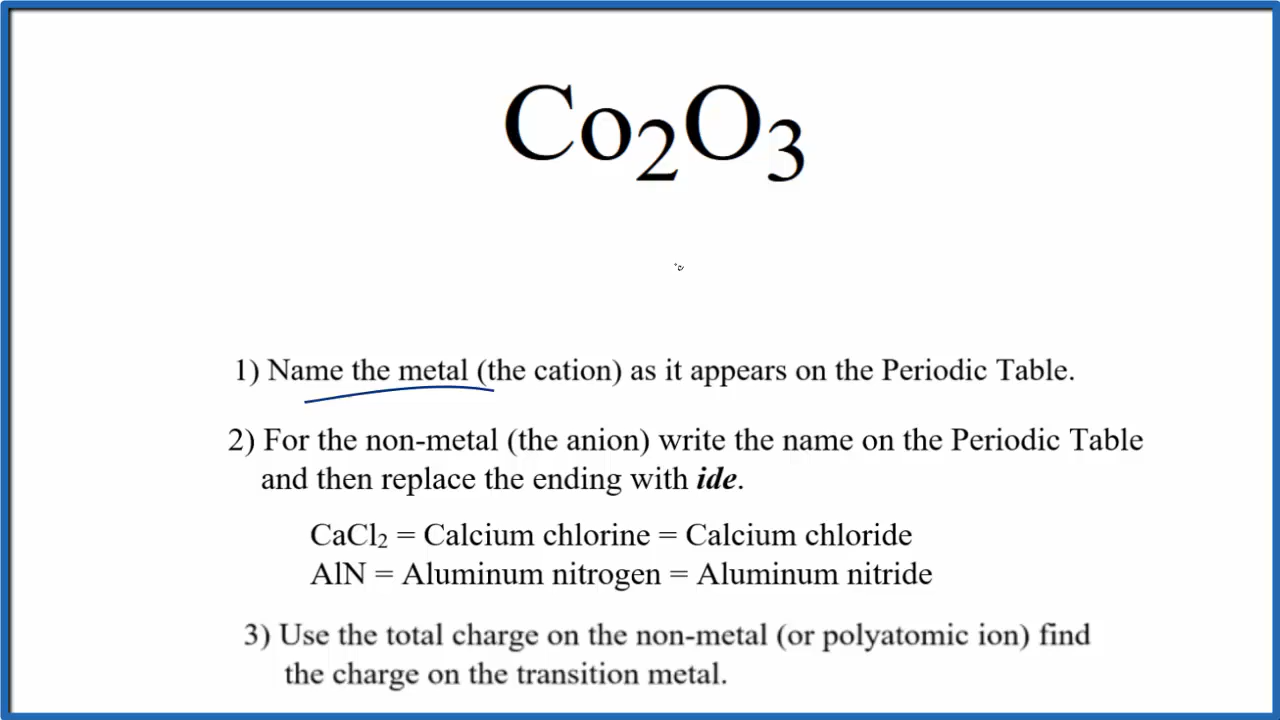 Co₂O₃
1) Name the metal (the cation) as it appears on the Periodic Table.
2) For the non-metal (the anion) write the name on the Periodic Table
and then replace the ending with ide.
CaCl₂ = Calcium chlorine = Calcium chloride
AlN = Aluminum nitrogen = Aluminum nitride
3) Use the total charge on the non-metal (or polyatomic ion) find
the charge on the transition metal.